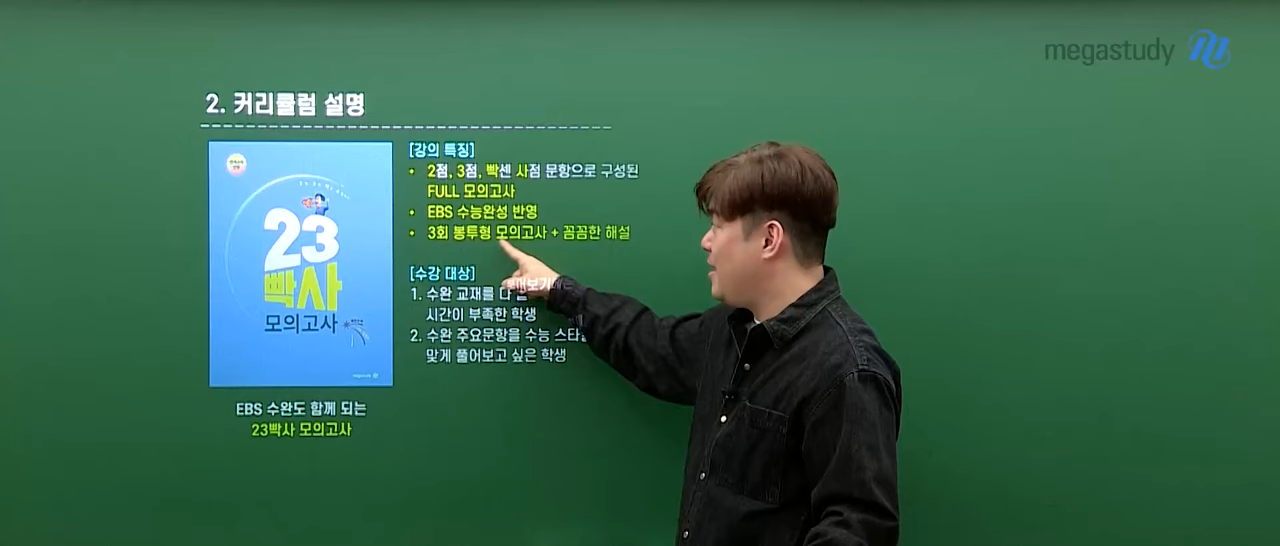 megastudy
2. 커리큘럼 설명
23
빡사
모의고사
megastudy
EBS 수완도 함께 되는
23빡사 모의고사
[강의 특징]
• 2점, 3점, 빡센 사점 문항으로 구성된
FULL 모의고사
• EBS 수능완성 반영
• 3회 봉투형 모의고사 + 꼼꼼한 해설
[수강 대상]
1. 수완 교재를 다
시간이 부족한 학생
2. 수완 주요문항을 수능
맞게 풀어보고 싶은 학생